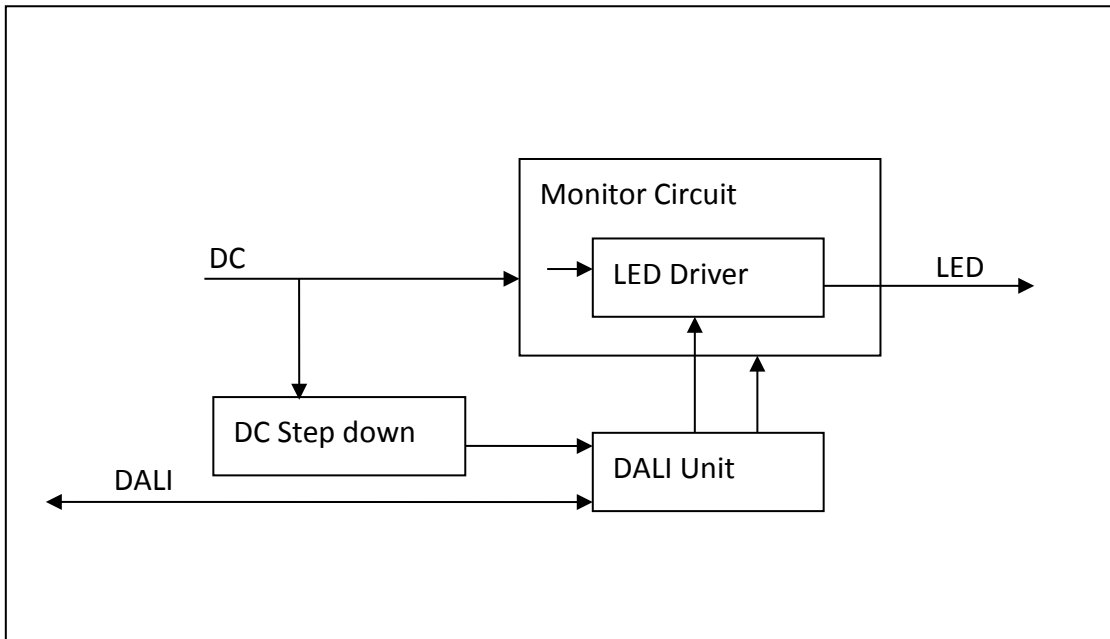 Monitor Circuit
DC
LED Driver
LED
DC Step down
DALI Unit
DALI